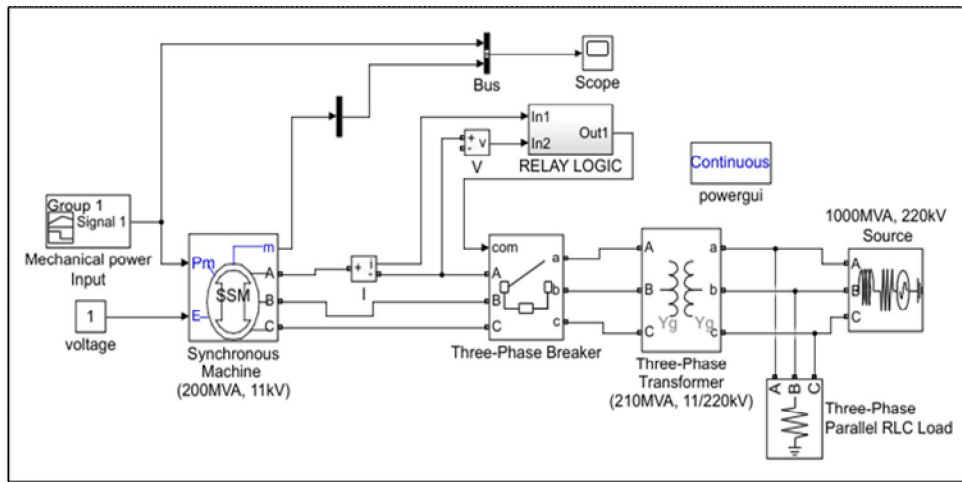 Bus
Scope
In1
In2
Out1
RELAY LOGIC
+
-
v
V
Continuous
powergui
Group 1
Signal 1
Mechanical power
Input
1
voltage
Pm
E
m
SSM
A
B
C
Synchronous
Machine
(200MVA, 11kV)
+
-
i
I
com
A
B
C
a
b
c
Three-Phase Breaker
A
B
C
a
b
c
Yg
Yg
Three-Phase
Transformer
(210MVA, 11/220kV)
1000MVA, 220kV
Source
A
B
C
A
B
C
Three-Phase
Parallel RLC Load